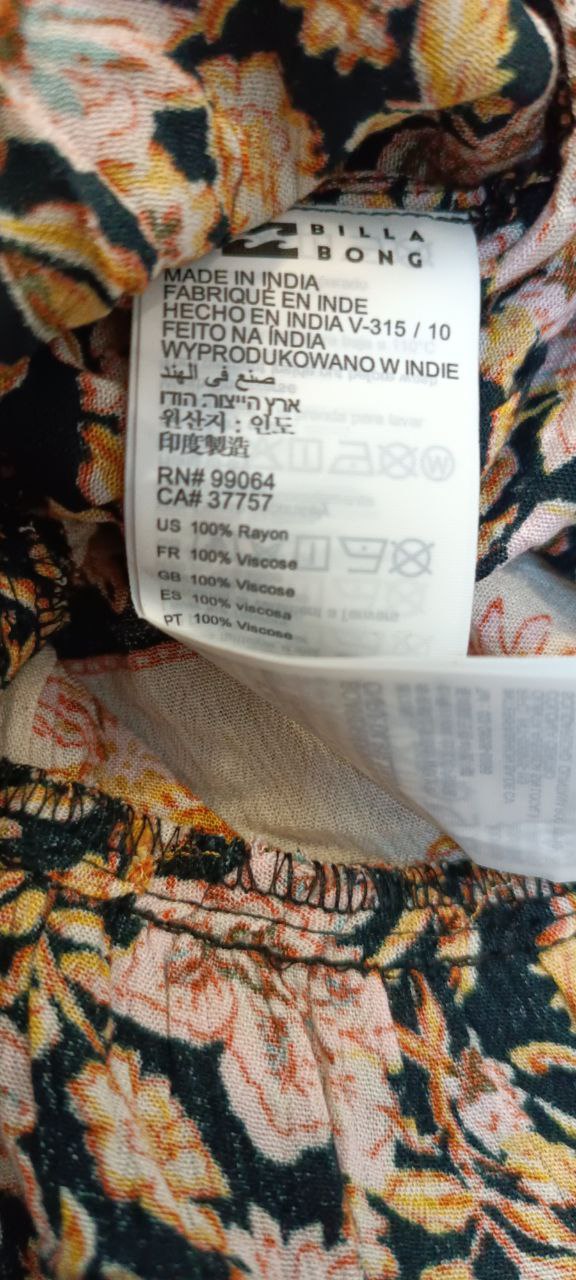 BILLA
BONG
MADE IN INDIA
FABRIQUÉ EN INDE
HECHO EN INDIA V-315 / 10
FEITO NA ÍNDIA
WYPRODUKOWANO W INDIE
صنع في الهند
ארץ הייצור: הודו
원산지 : 인도
印度製造
RN# 99064
CA# 37757
US 100% Rayon
FR 100% Viscose
GB 100% Viscose
ES 100% viscosa
PT 100% Viscose